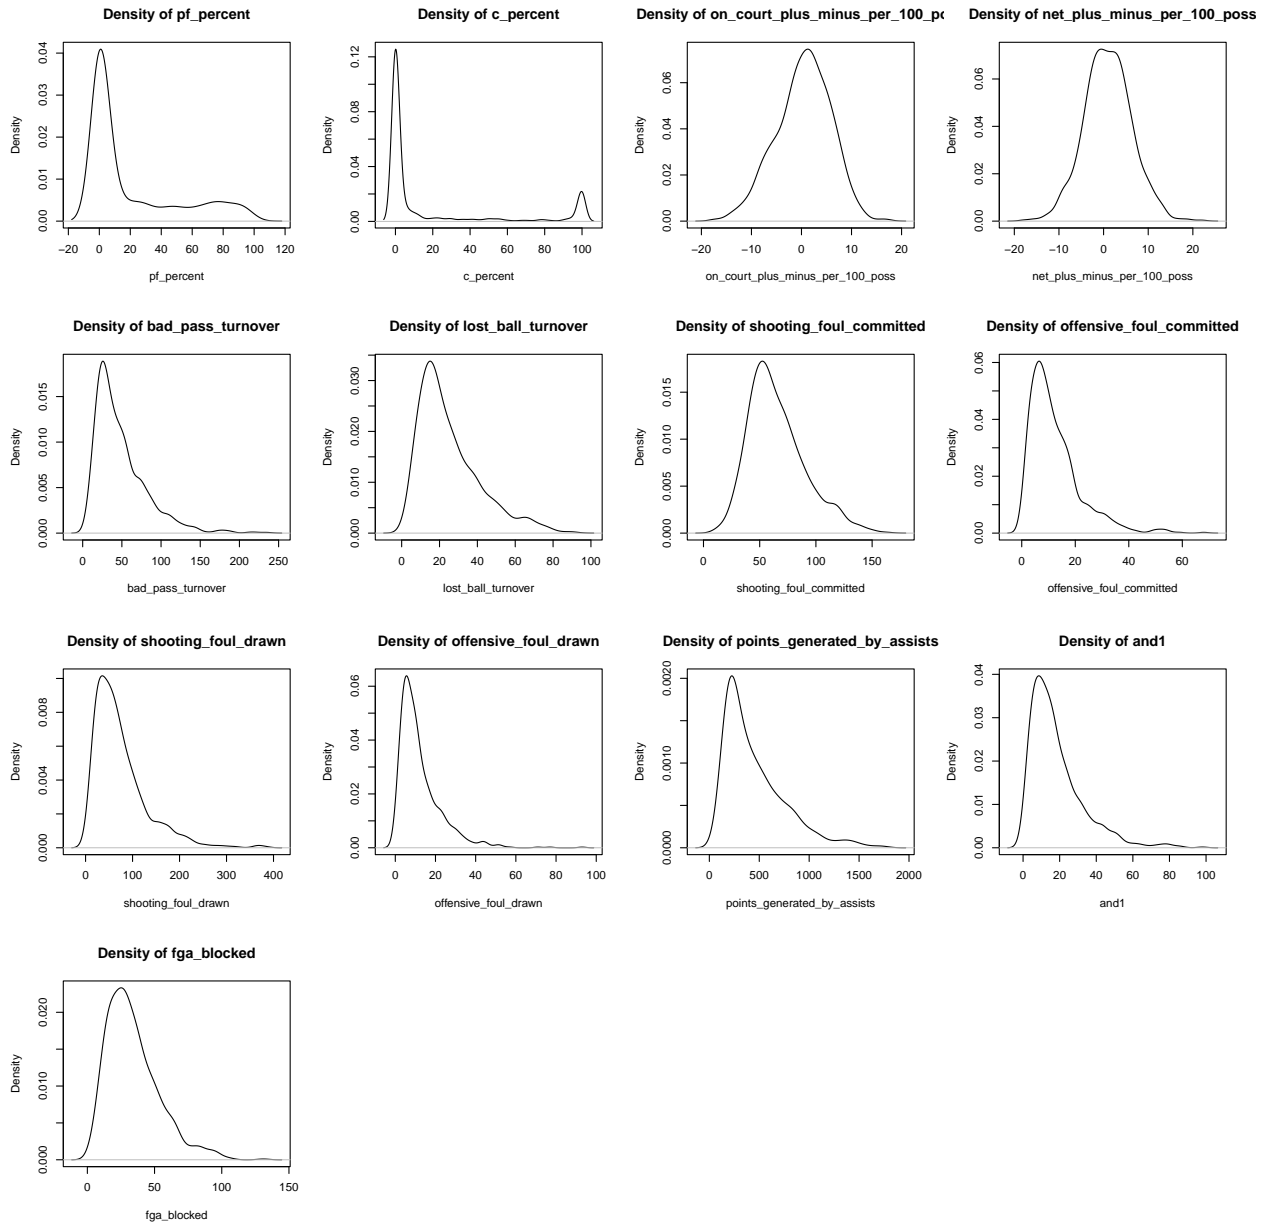 Density of pf_percent
Density
0.00 0.01 0.02 0.03 0.04
−20 0 20 40 60 80 100 120
pf_percent
Density of c_percent
Density
0.00 0.04 0.08 0.12
0 20 40 60 80 100
c_percent
Density of on_court_plus_minus_per_100_po
Density
0.00 0.02 0.04 0.06
−20 −10 0 10 20
on_court_plus_minus_per_100_poss
Density of net_plus_minus_per_100_poss
Density
0.00 0.02 0.04 0.06
−20 −10 0 10 20
net_plus_minus_per_100_poss
Density of bad_pass_turnover
Density
0.000 0.005 0.010 0.015
0 50 100 150 200 250
bad_pass_turnover
Density of lost_ball_turnover
Density
0.000 0.010 0.020 0.030
0 20 40 60 80 100
lost_ball_turnover
Density of shooting_foul_committed
Density
0.000 0.005 0.010 0.015
0 50 100 150
shooting_foul_committed
Density of offensive_foul_committed
Density
0.00 0.02 0.04 0.06
0 20 40 60
offensive_foul_committed
Density of shooting_foul_drawn
Density
0.000 0.004 0.008
0 100 200 300 400
shooting_foul_drawn
Density of offensive_foul_drawn
Density
0.00 0.02 0.04 0.06
0 20 40 60 80 100
offensive_foul_drawn
Density of points_generated_by_assists
Density
0.0000 0.0010 0.0020
0 500 1000 1500 2000
points_generated_by_assists
Density of and1
Density
0.00 0.01 0.02 0.03 0.04
0 20 40 60 80 100
and1
Density of fga_blocked
Density
0.000 0.010 0.020
0 50 100 150
fga_blocked